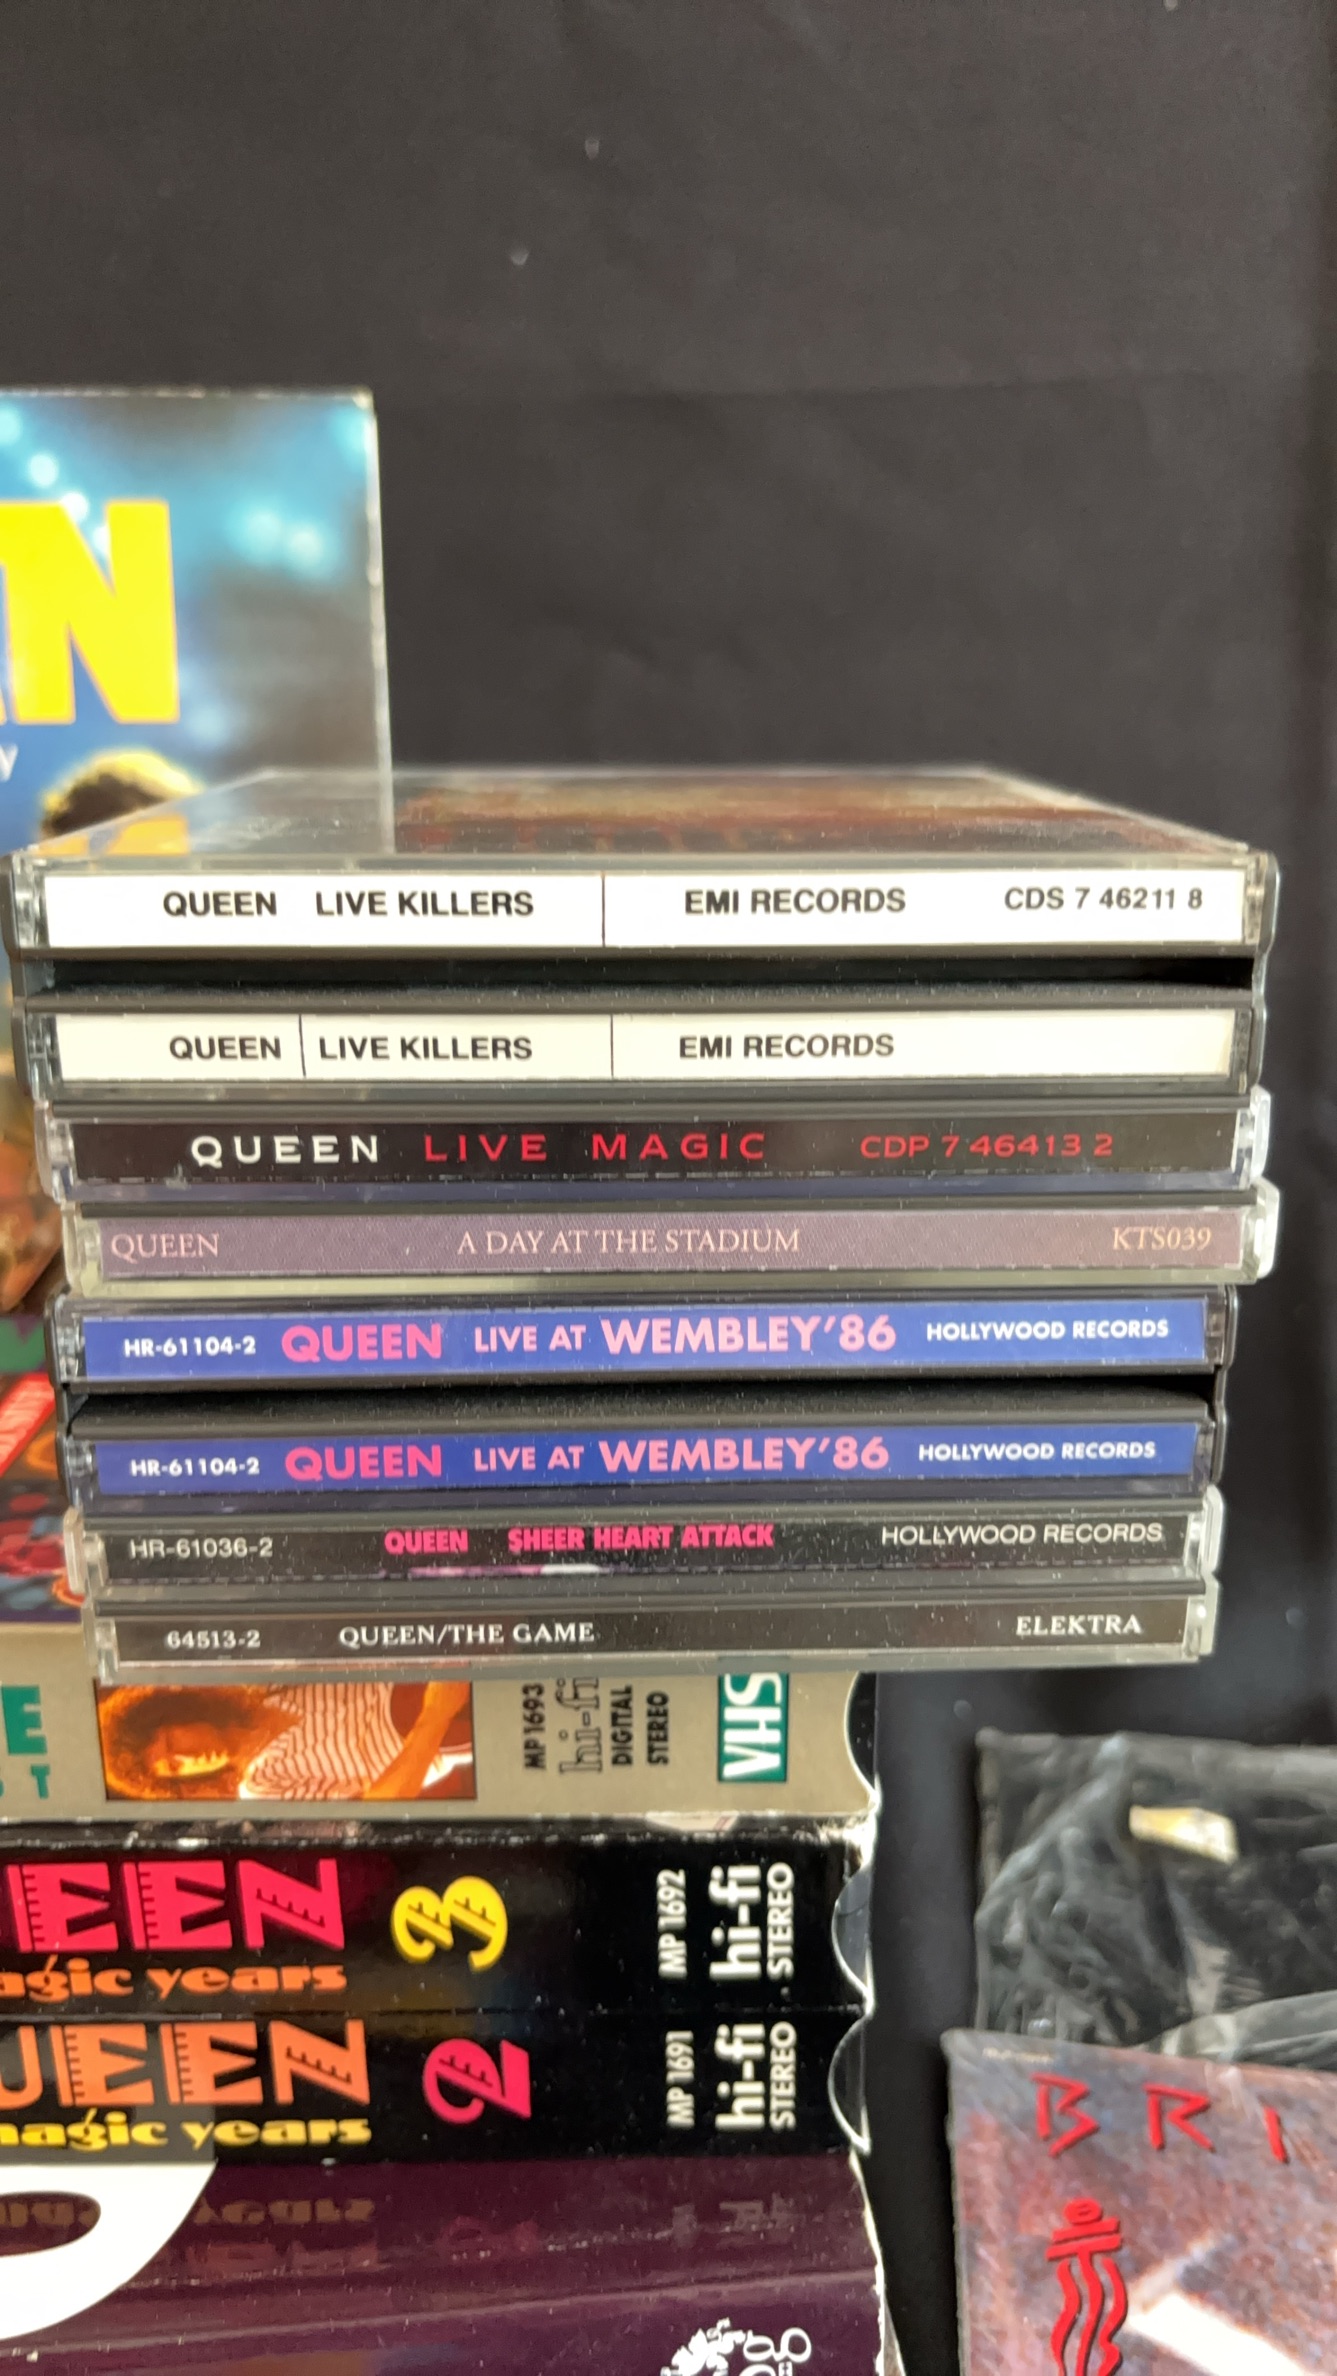 N
y
QUEEN LIVE KILLERS EMI RECORDS CDS 7 46211 8
QUEEN LIVE KILLERS EMI RECORDS
QUEEN LIVE MAGIC CDP 7 46413 2
QUEEN A DAY AT THE STADIUM KTS039
HR-61104-2 QUEEN LIVE AT WEMBLEY'86 HOLLYWOOD RECORDS
HR-61104-2 QUEEN LIVE AT WEMBLEY'86 HOLLYWOOD RECORDS
HR-61036-2 QUEEN SHEER HEART ATTACK HOLLYWOOD RECORDS
64513-2 QUEEN/THE GAME ELEKTRA
E
ST
MP1693
hi-fi
DIGITAL
STEREO
VHS
EEN 3
agic years
MP 1692
hi-fi
STEREO
UEEN 2
magic years
MP 1691
hi-fi
STEREO
BRI